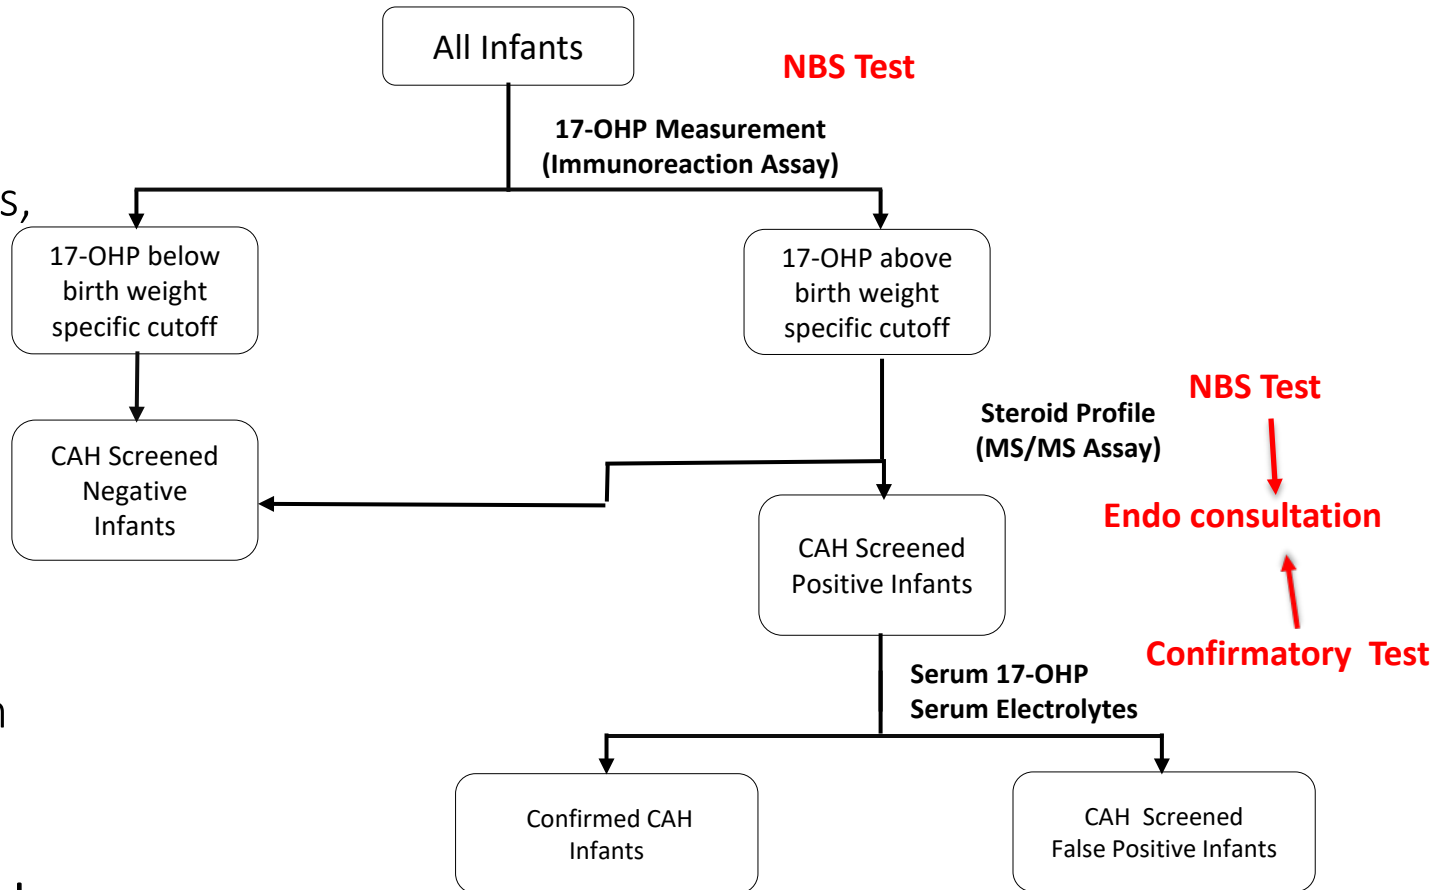 All Infants
NBS Test
17-OHP Measurement
(Immunoreaction Assay)
s,
17-OHP below
birth weight
specific cutoff
17-OHP above
birth weight
specific cutoff
NBS Test
Steroid Profile
(MS/MS Assay)
CAH Screened
Negative
Infants
Endo consultation
CAH Screened
Positive Infants
Confirmatory Test
Serum 17-OHP
Serum Electrolytes
n
Confirmed CAH
Infants
CAH Screened
False Positive Infants